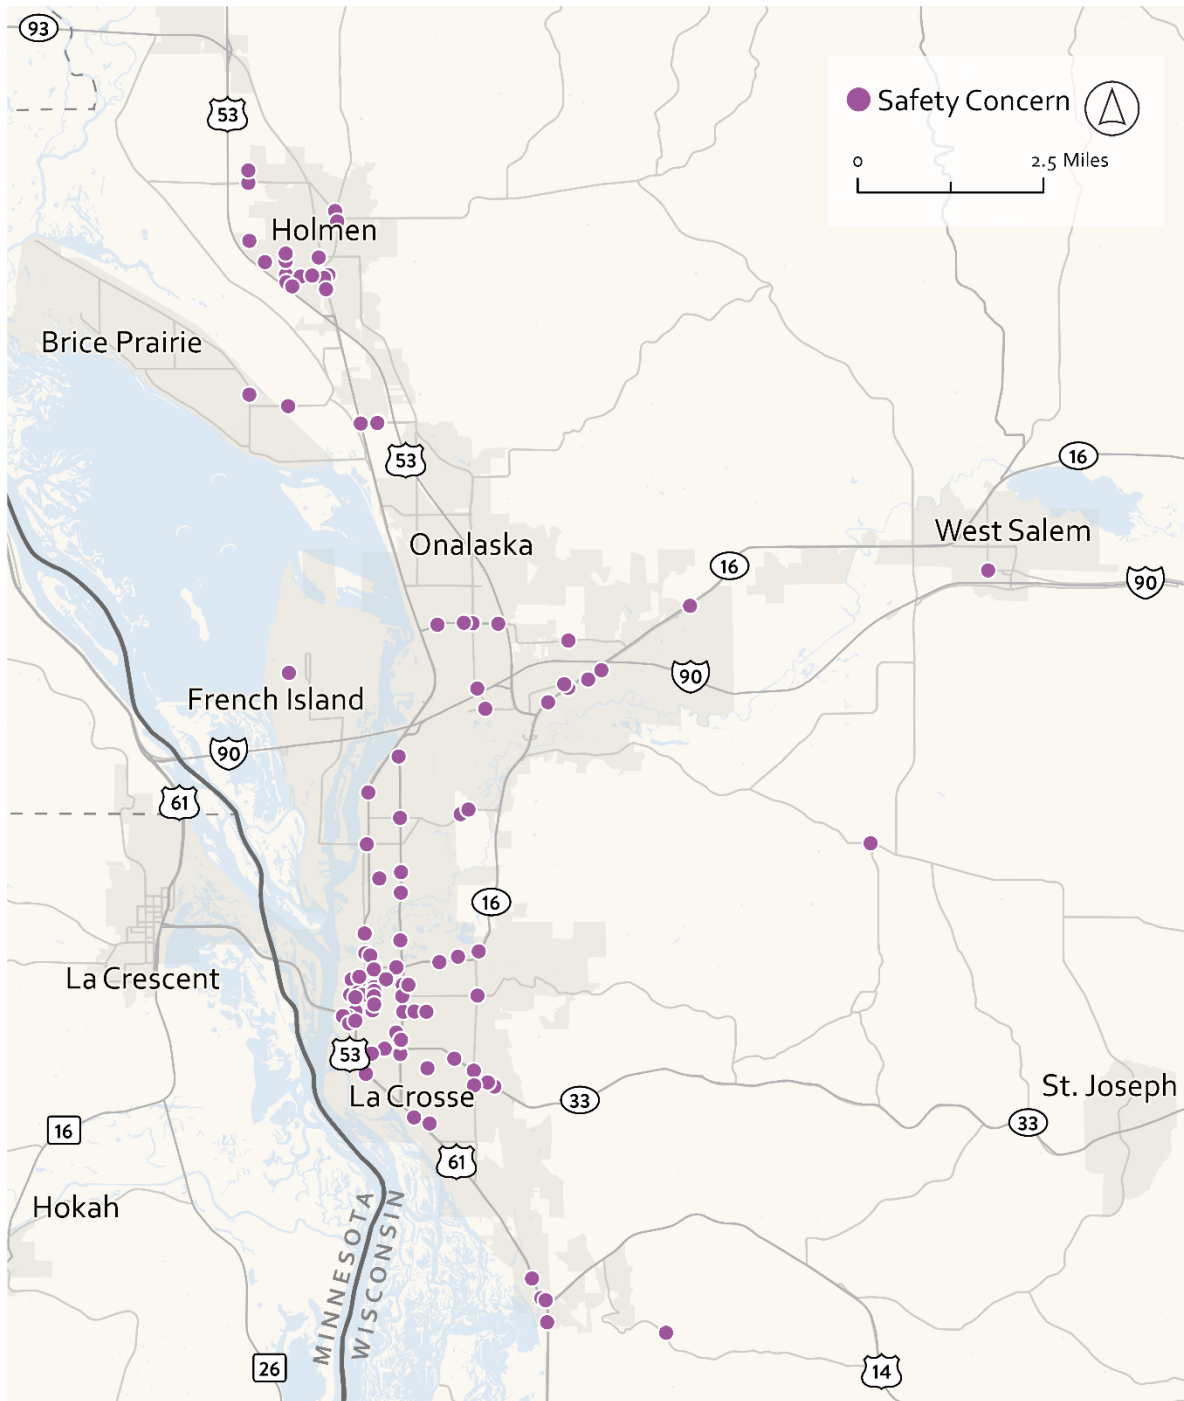 93
53
Safety Concern
0 2.5 Miles
Holmen
Brice Prairie
53
16
West Salem
Onalaska
16
90
90
French Island
90
61
16
La Crescent
53
La Crosse
33
St. Joseph
33
16
61
Hokah
MINNESOTA
WISCONSIN
26
14